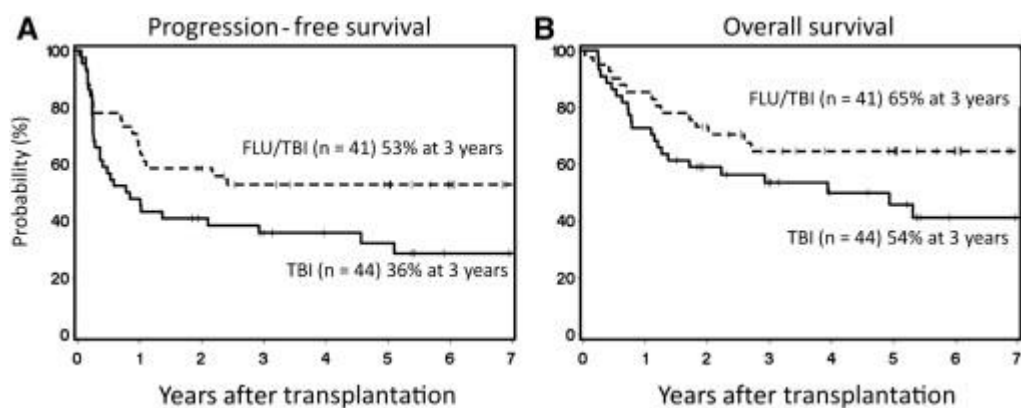 A Progression-free survival
Probability (%)
100
80
60
40
20
0
FLU/TBI (n = 41) 53% at 3 years
TBI (n = 44) 36% at 3 years
0 1 2 3 4 5 6 7
Years after transplantation
B Overall survival
100
80
60
40
20
0
FLU/TBI (n = 41) 65% at 3 years
TBI (n = 44) 54% at 3 years
0 1 2 3 4 5 6 7
Years after transplantation